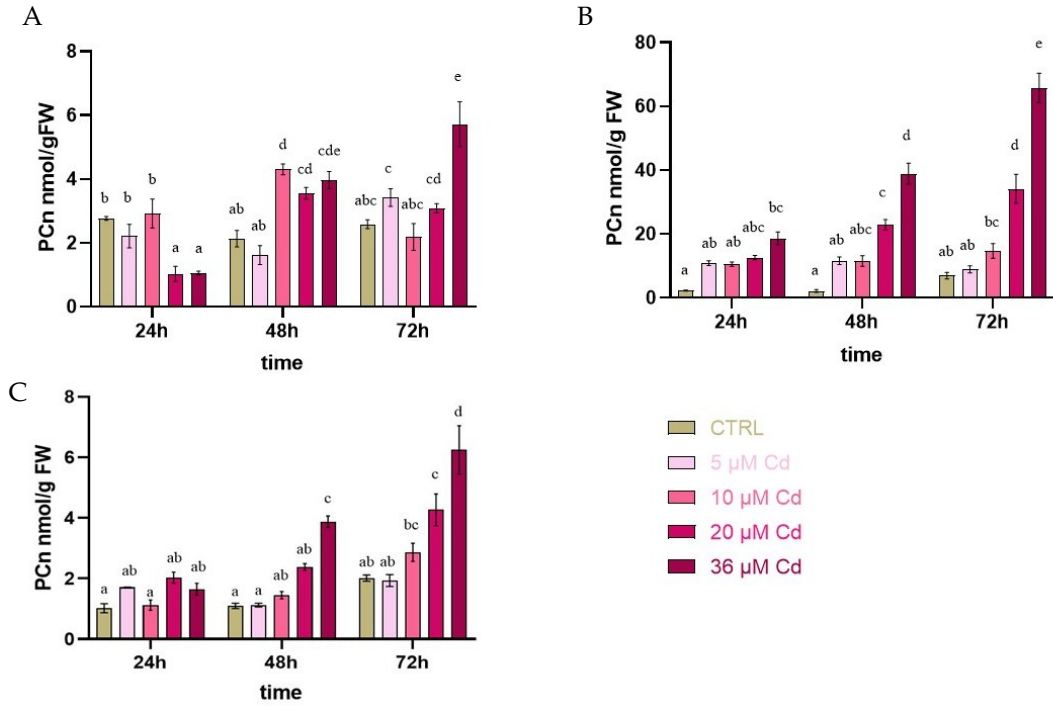 A
PCn nmol/gFW
8
6
4
2
0
b b b a a
ab ab d cd cde
abc c abc cd e
24h 48h 72h
time
B
PCn nmol/g FW
80
60
40
20
0
a ab ab abc bc
a ab abc c d
ab ab bc d e
24h 48h 72h
time
C
PCn nmol/g FW
8
6
4
2
0
a ab a ab ab
a a ab ab c
ab ab bc c d
24h 48h 72h
time
CTRL
5 µM Cd
10 µM Cd
20 µM Cd
36 µM Cd